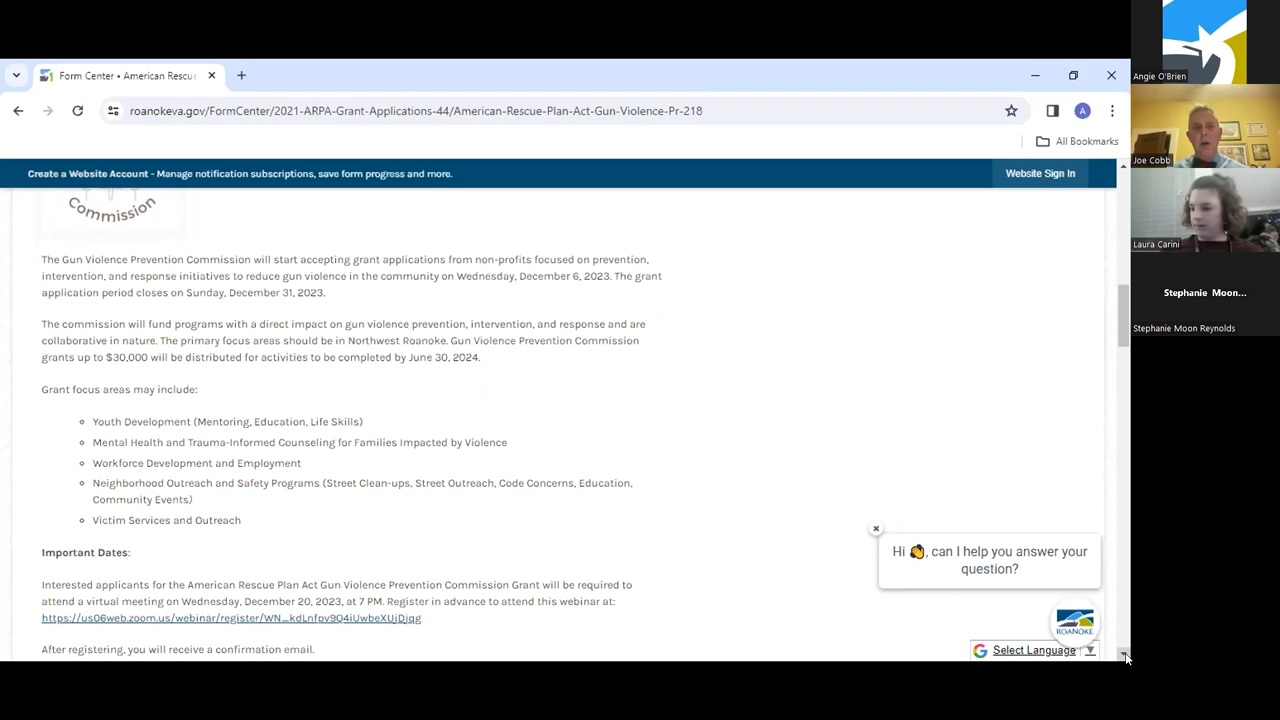 Form Center • American Rescu
roanokeva.gov/FormCenter/2021-ARPA-Grant-Applications-44/American-Rescue-Plan-Act-Gun-Violence-Pr-218
A
All Bookmarks
Create a Website Account - Manage notification subscriptions, save form progress and more.
Website Sign In
Commission
The Gun Violence Prevention Commission will start accepting grant applications from non-profits focused on prevention,
intervention, and response initiatives to reduce gun violence in the community on Wednesday, December 6, 2023. The grant
application period closes on Sunday, December 31, 2023.
The commission will fund programs with a direct impact on gun violence prevention, intervention, and response and are
collaborative in nature. The primary focus areas should be in Northwest Roanoke. Gun Violence Prevention Commission
grants up to $30,000 will be distributed for activities to be completed by June 30, 2024.
Grant focus areas may include:
Youth Development (Mentoring, Education, Life Skills)
Mental Health and Trauma-Informed Counseling for Families Impacted by Violence
Workforce Development and Employment
Neighborhood Outreach and Safety Programs (Street Clean-ups, Street Outreach, Code Concerns, Education,
Community Events)
Victim Services and Outreach
Important Dates:
Interested applicants for the American Rescue Plan Act Gun Violence Prevention Commission Grant will be required to
attend a virtual meeting on Wednesday, December 20, 2023, at 7 PM. Register in advance to attend this webinar at:
https://us06web.zoom.us/webinar/register/WN_kdLnfpv9Q4iUwbeXUjDjqg
After registering, you will receive a confirmation email.
Hi 👋, can I help you answer your
question?
ROANOKE
Select Language
Angie O'Brien
Joe Cobb
Laura Carini
Stephanie Moon...
Stephanie Moon Reynolds